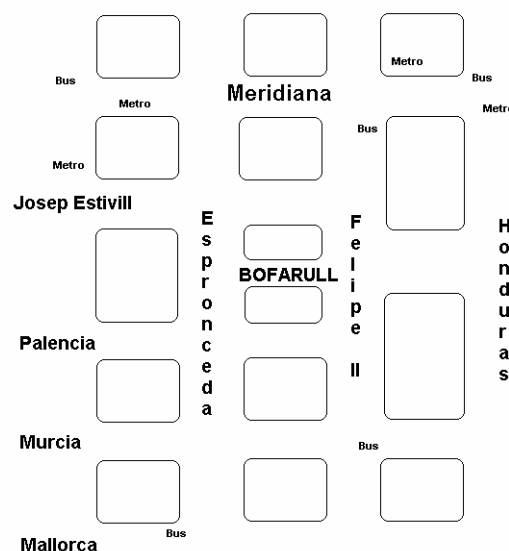 Metro
Bus
Bus
Meridiana
Metro
Metro
Bus
Metro
Josep Estivill
Espronceda
Felipe II
Honduras
BOFARULL
Palencia
Murcia
Bus
Bus
Mallorca